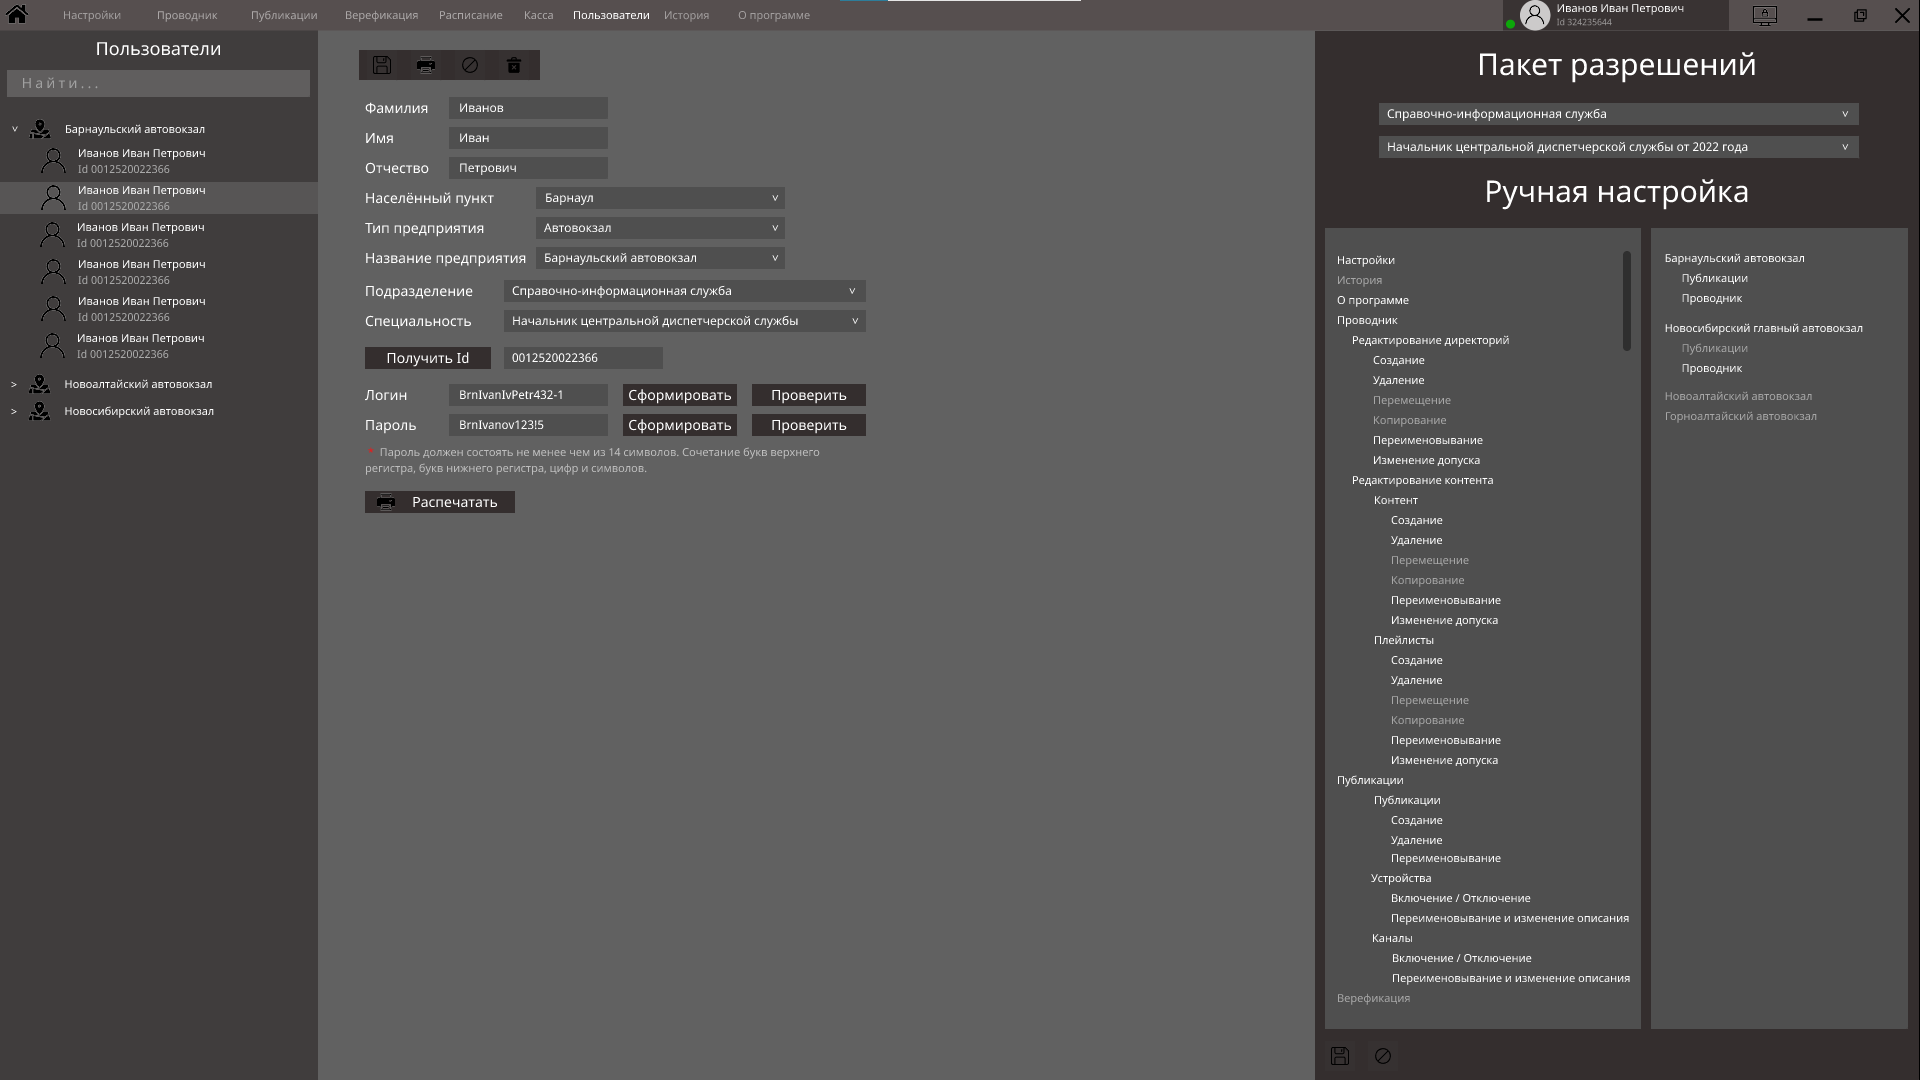 Настройки Проводник Публикации Верефикация Расписание Касса Пользователи История О программе
Иванов Иван Петрович
Id 324235644
Пользователи
Найти...
˅ Барнаульский автовокзал
Иванов Иван Петрович
Id 0012520022366
Иванов Иван Петрович
Id 0012520022366
Иванов Иван Петрович
Id 0012520022366
Иванов Иван Петрович
Id 0012520022366
Иванов Иван Петрович
Id 0012520022366
Иванов Иван Петрович
Id 0012520022366
> Новоалтайский автовокзал
> Новосибирский автовокзал
Фамилия Иванов
Имя Иван
Отчество Петрович
Населённый пункт Барнаул ˅
Тип предприятия Автовокзал ˅
Название предприятия Барнаульский автовокзал ˅
Подразделение Справочно-информационная служба ˅
Специальность Начальник центральной диспетчерской службы ˅
Получить Id 0012520022366
Логин BrnIvanIvPetr432-1 Сформировать Проверить
Пароль BrnIvanov123!5 Сформировать Проверить
* Пароль должен состоять не менее чем из 14 символов. Сочетание букв верхнего
регистра, букв нижнего регистра, цифр и символов.
Распечатать
Пакет разрешений
Справочно-информационная служба ˅
Начальник центральной диспетчерской службы от 2022 года ˅
Ручная настройка
Настройки
История
О программе
Проводник
Редактирование директорий
Создание
Удаление
Перемещение
Копирование
Переименовывание
Изменение допуска
Редактирование контента
Контент
Создание
Удаление
Перемещение
Копирование
Переименовывание
Изменение допуска
Плейлисты
Создание
Удаление
Перемещение
Копирование
Переименовывание
Изменение допуска
Публикации
Публикации
Создание
Удаление
Переименовывание
Устройства
Включение / Отключение
Переименовывание и изменение описания
Каналы
Включение / Отключение
Переименовывание и изменение описания
Верефикация
Барнаульский автовокзал
Публикации
Проводник
Новосибирский главный автовокзал
Публикации
Проводник
Новоалтайский автовокзал
Горноалтайский автовокзал